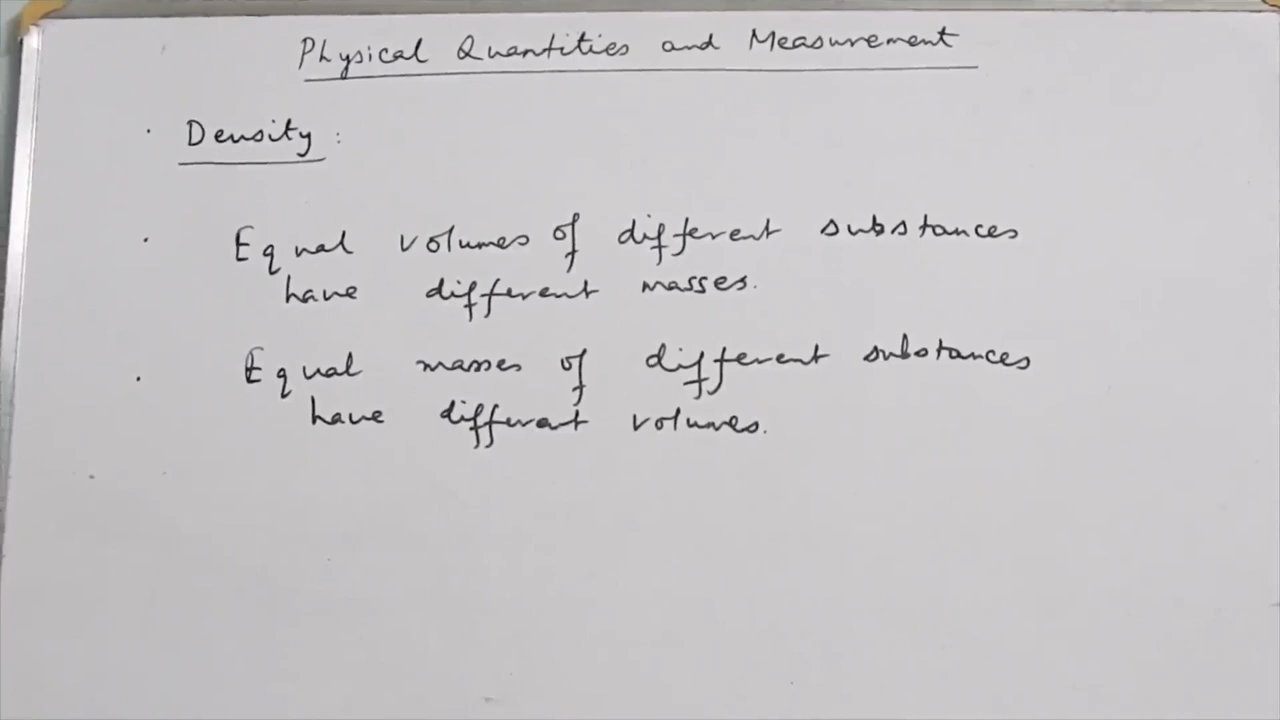 Physical Quantities and Measurement
· Density :
· Equal volumes of different substances
have different masses.
· Equal masses of different substances
have different volumes.